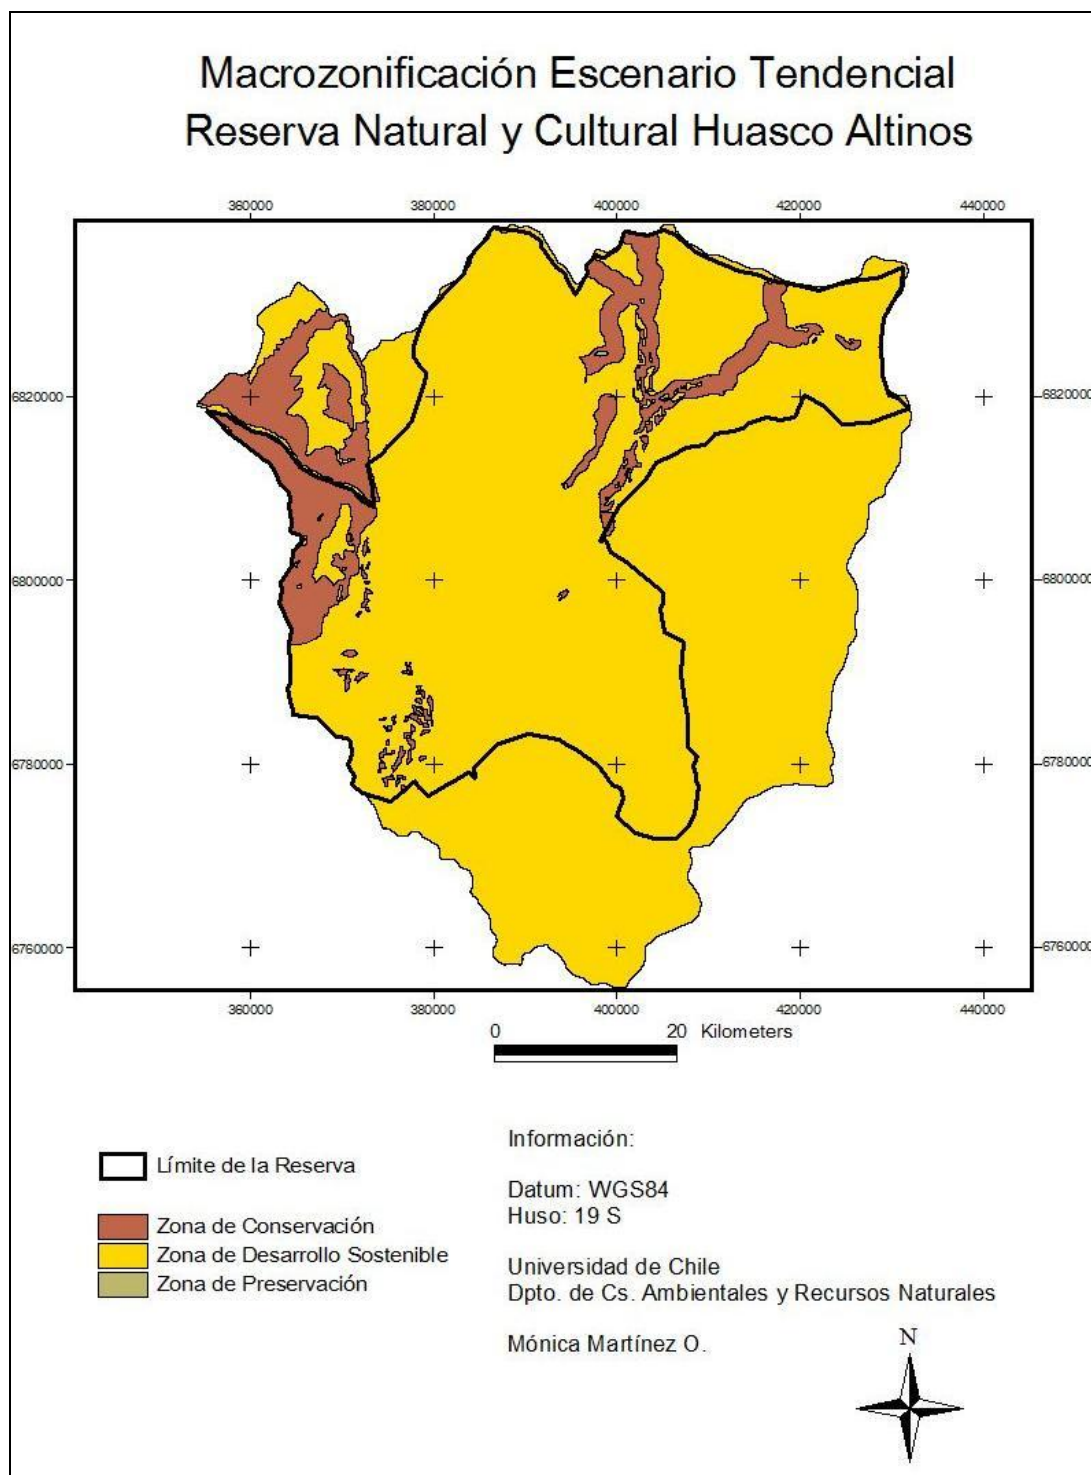 Macrozonificación Escenario Tendencial
Reserva Natural y Cultural Huasco Altinos
360000 380000 400000 420000 440000
6820000 6820000
6800000 6800000
6780000 6780000
6760000 6760000
360000 380000 400000 420000 440000
0 20 Kilometers
Límite de la Reserva
Zona de Conservación
Zona de Desarrollo Sostenible
Zona de Preservación
Información:
Datum: WGS84
Huso: 19 S
Universidad de Chile
Dpto. de Cs. Ambientales y Recursos Naturales
Mónica Martínez O.
N